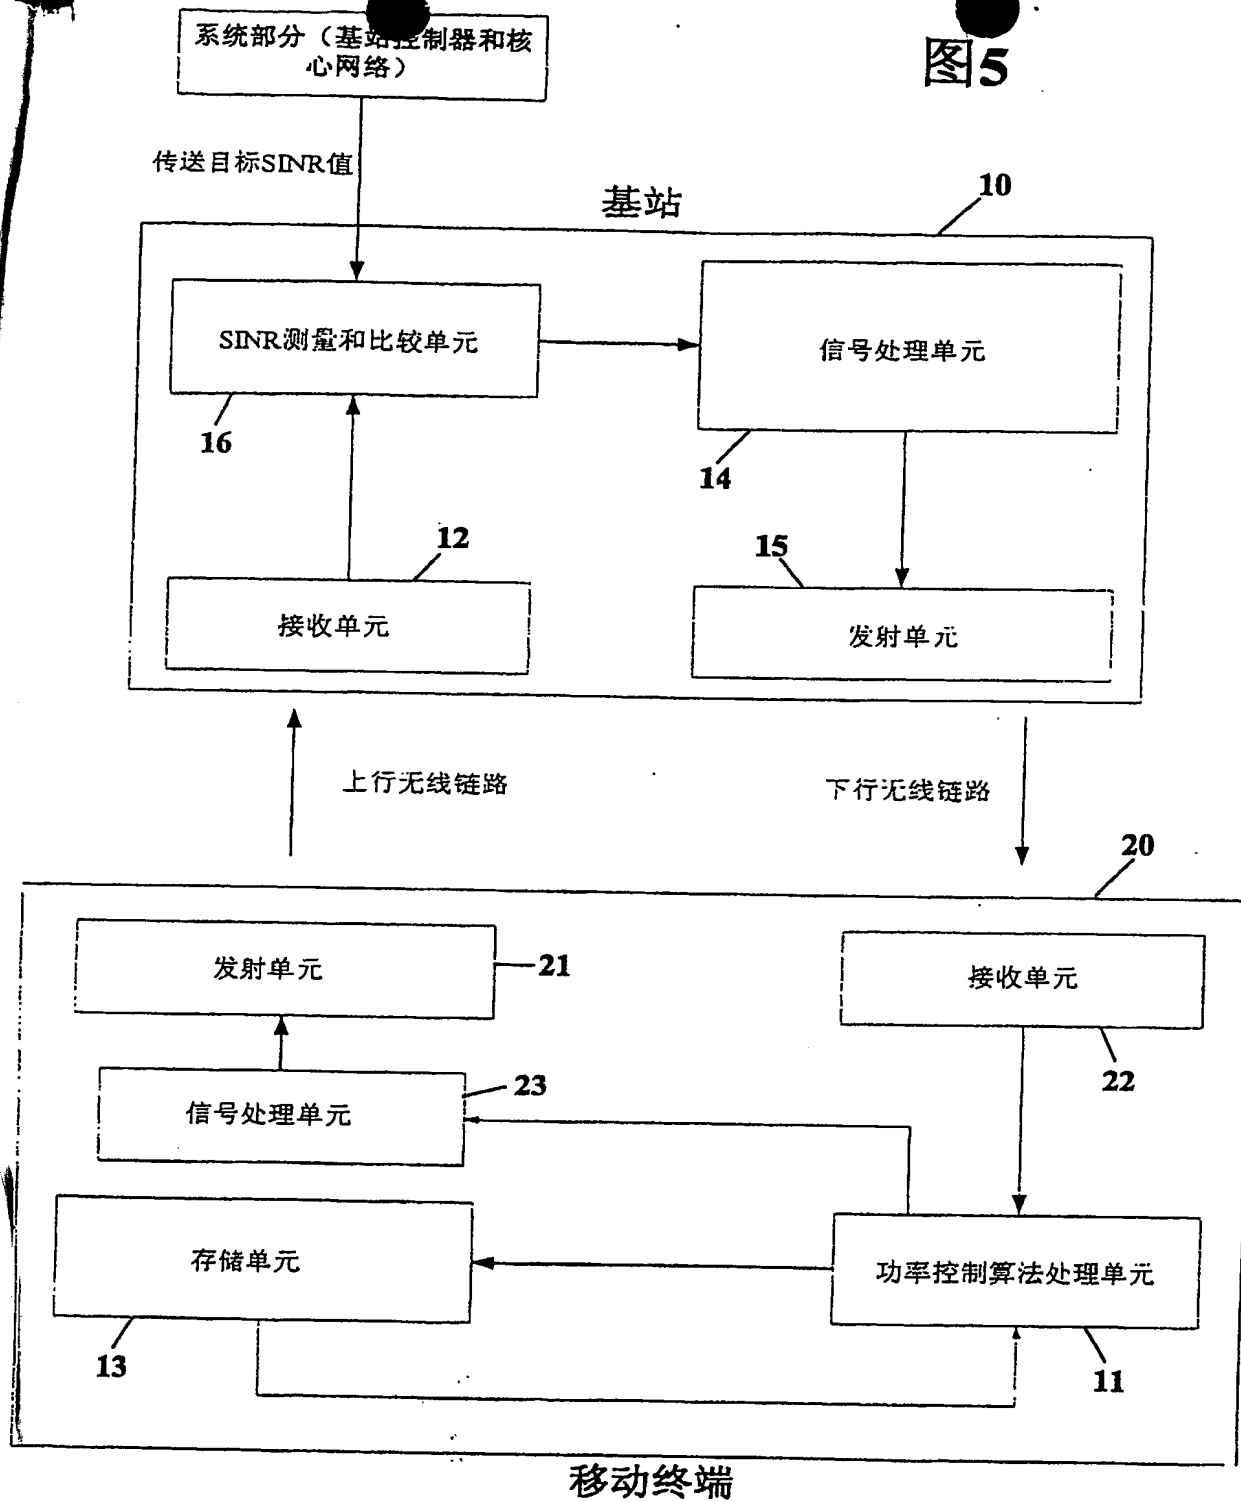 系统部分（基站控制器和核
心网络）
图5
传送目标SINR值
基站
10
SINR测量和比较单元
信号处理单元
16
14
12
15
接收单元
发射单元
上行无线链路
下行无线链路
20
发射单元
21
接收单元
22
信号处理单元
23
存储单元
功率控制算法处理单元
13
11
移动终端